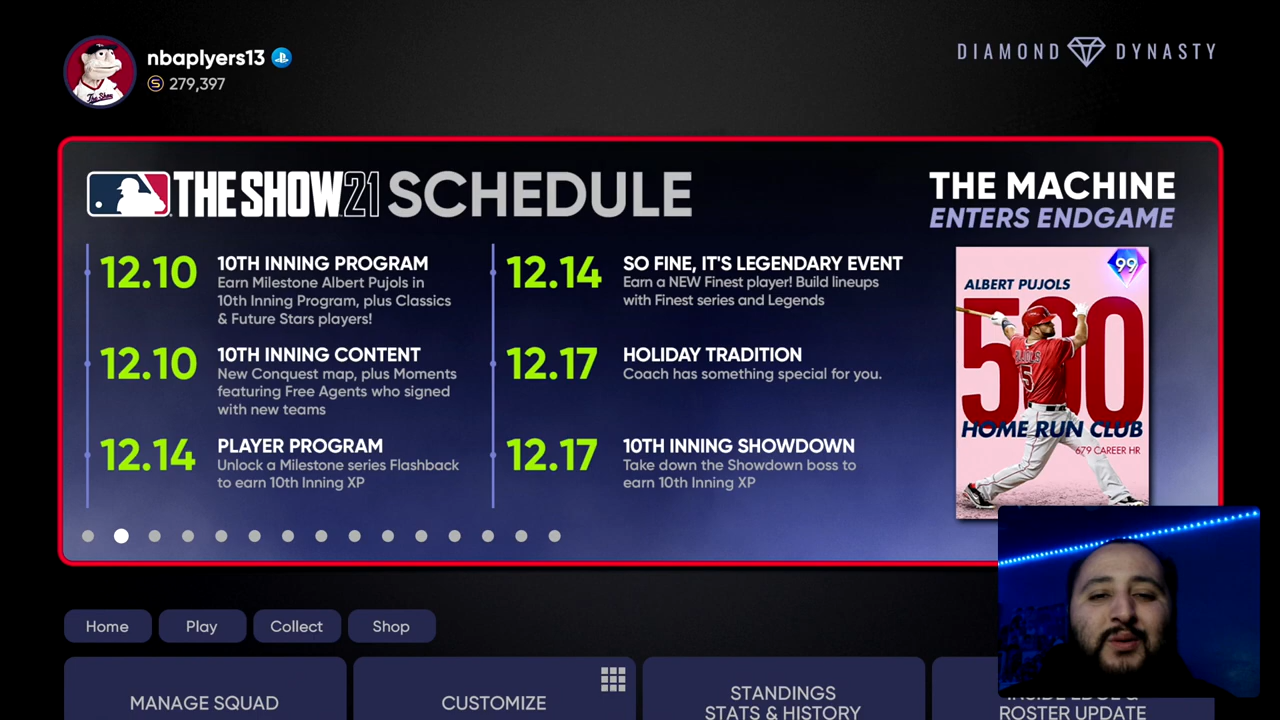 nbaplyers13
279,397
DIAMOND DYNASTY
THE SHOW 21 SCHEDULE
THE MACHINE
ENTERS ENDGAME
12.10 10TH INNING PROGRAM
Earn Milestone Albert Pujols in
10th Inning Program, plus Classics
& Future Stars players!
12.10 10TH INNING CONTENT
New Conquest map, plus Moments
featuring Free Agents who signed
with new teams
12.14 PLAYER PROGRAM
Unlock a Milestone series Flashback
to earn 10th Inning XP
12.14 SO FINE, IT'S LEGENDARY EVENT
Earn a NEW Finest player! Build lineups
with Finest series and Legends
12.17 HOLIDAY TRADITION
Coach has something special for you.
12.17 10TH INNING SHOWDOWN
Take down the Showdown boss to
earn 10th Inning XP
99
ALBERT PUJOLS
500
HOME RUN CLUB
679 CAREER HR
Home
Play
Collect
Shop
MANAGE SQUAD
CUSTOMIZE
STANDINGS
STATS & HISTORY
INSIDE EDGE &
ROSTER UPDATE